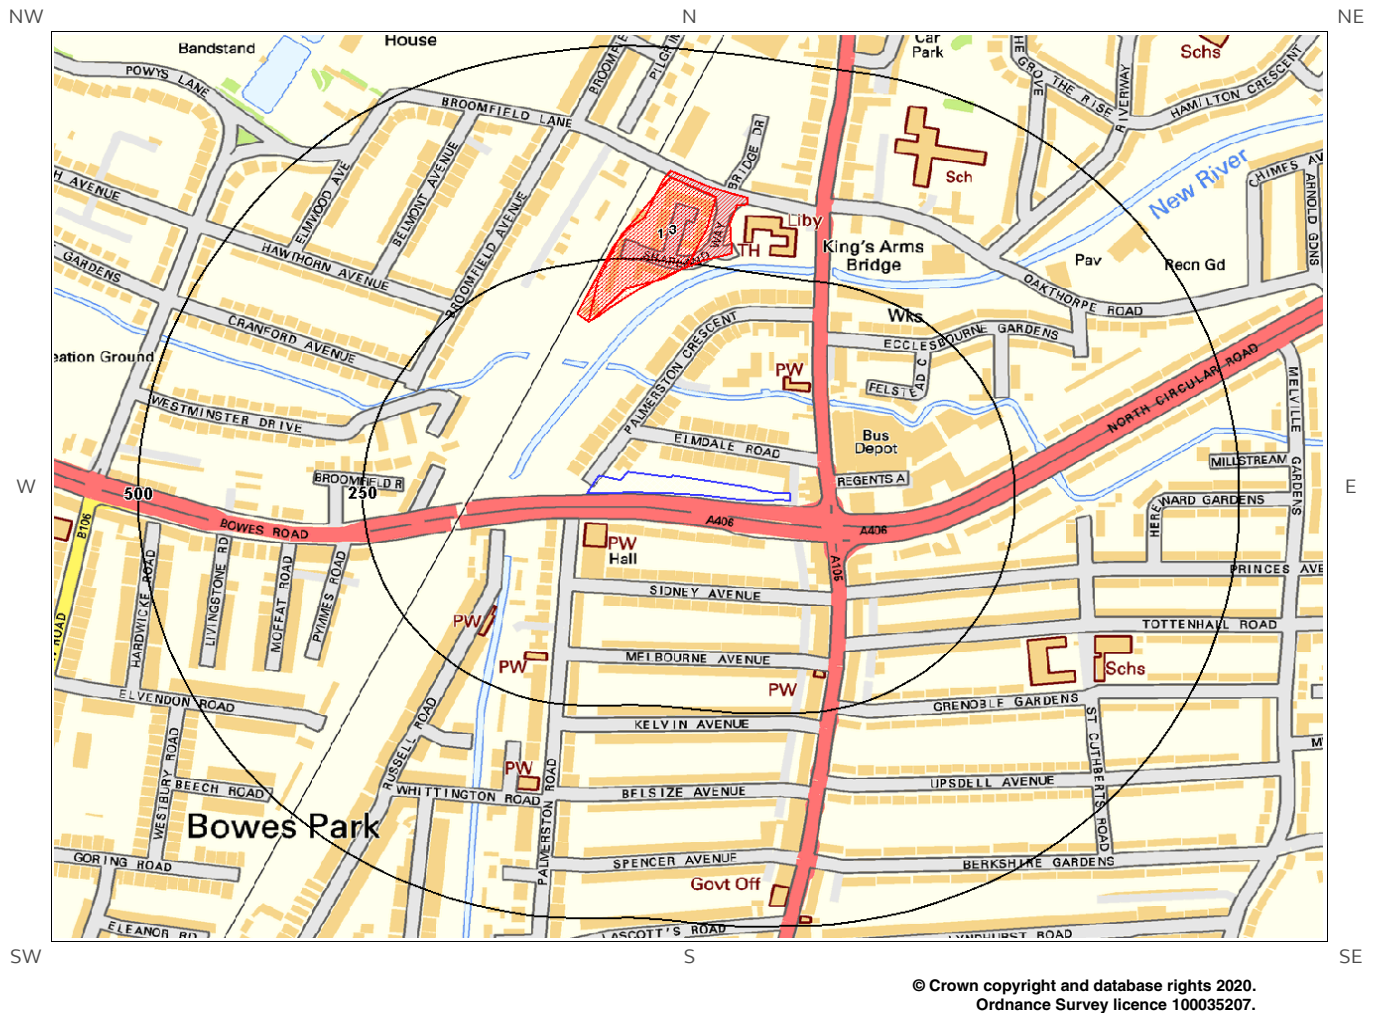 NW
N
NE
Bandstand
House
Car
Park
Schs
POWYS LANE
BROOMFIELD LANE
PILGRIM
GROVE
THE RISE
RIVERWAY
HAMILTON CRESCENT
BRIDGE DR
Sch
New River
CHIMES AV
ARNOLD GDNS
H AVENUE
ELMWOOD AVE
BELMONT AVENUE
BROOMFIELD AVENUE
HAWTHORN AVENUE
GARDENS
WAY
Liby
TH
King's Arms
Bridge
Pav
Recn Gd
OAKTHORPE ROAD
CRANFORD AVENUE
eation Ground
Wks
ECCLESBOURNE GARDENS
PALMERSTON CRESCENT
PW
FELSTEAD C
NORTH CIRCULAR ROAD
MELVILLE
GARDENS
WESTMINSTER DRIVE
ELMDALE ROAD
Bus
Depot
MILLSTREAM
W
500
BROOMFIELD R
250
REGENTS A
WARD GARDENS
HERE
E
B106
BOWES ROAD
A406
A406
A105
PW
Hall
ROAD
HARDWICKE ROAD
LIVINGSTONE RD
MOFFAT ROAD
PYMMES ROAD
SIDNEY AVENUE
PRINCES AVE
PW
TOTTENHALL ROAD
PW
MELBOURNE AVENUE
PW
Schs
ELVENDON ROAD
GRENOBLE GARDENS
KELVIN AVENUE
ST CUTHBERTS ROAD
RUSSELL ROAD
WESTBURY ROAD
BEECH ROAD
PW
WHITTINGTON ROAD
PALMERSTON ROAD
BELSIZE AVENUE
UPSDELL AVENUE
Bowes Park
GORING ROAD
SPENCER AVENUE
BERKSHIRE GARDENS
Govt Off
ELEANOR RD
ASCOTT'S ROAD
LYNDHURST ROAD
SW
S
SE
© Crown copyright and database rights 2020.
Ordnance Survey licence 100035207.